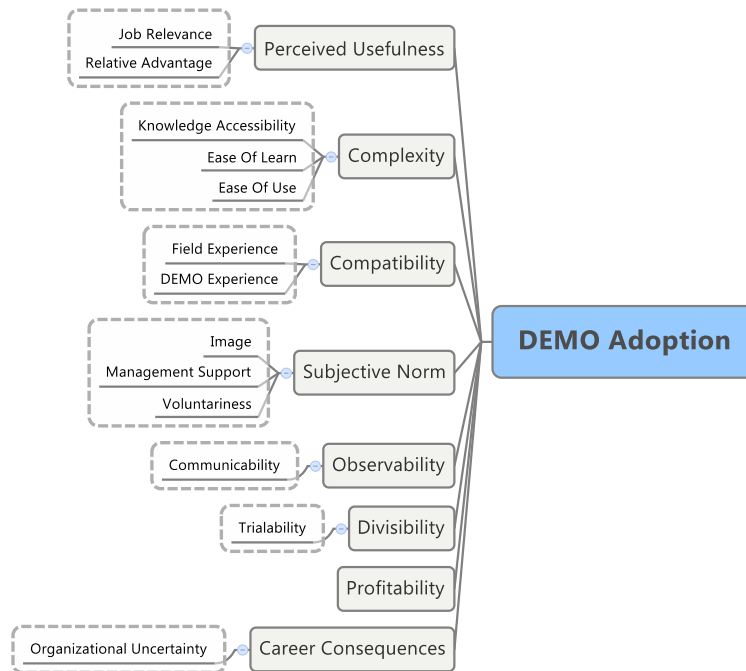 Job Relevance
Relative Advantage
Perceived Usefulness
Knowledge Accessibility
Ease Of Learn
Ease Of Use
Complexity
Field Experience
DEMO Experience
Compatibility
DEMO Adoption
Image
Management Support
Voluntariness
Subjective Norm
Communicability
Observability
Trialability
Divisibility
Profitability
Organizational Uncertainty
Career Consequences